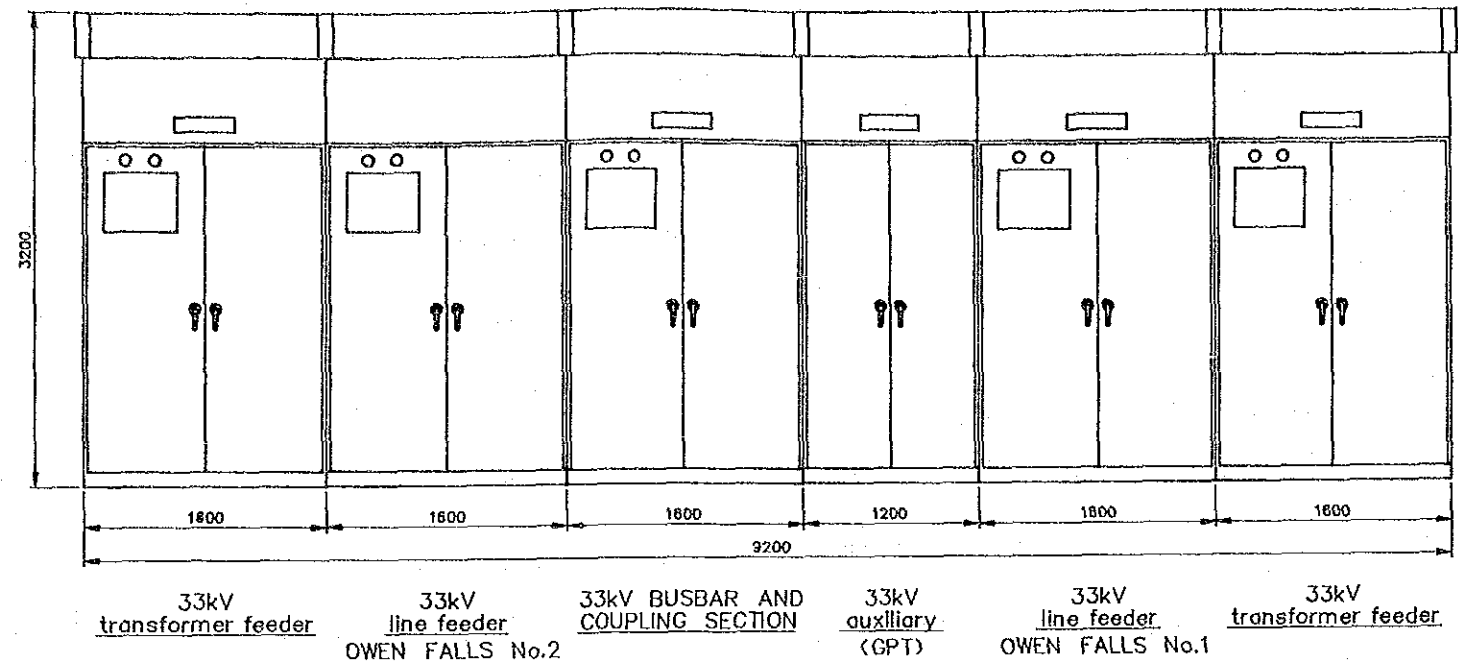 3200
1600 1600 1600 1200 1600 1600
9200
33kV
transformer feeder
33kV
line feeder
OWEN FALLS No.2
33kV BUSBAR AND
COUPLING SECTION
33kV
auxiliary
(GPT)
33kV
line feeder
OWEN FALLS No.1
33kV
transformer feeder